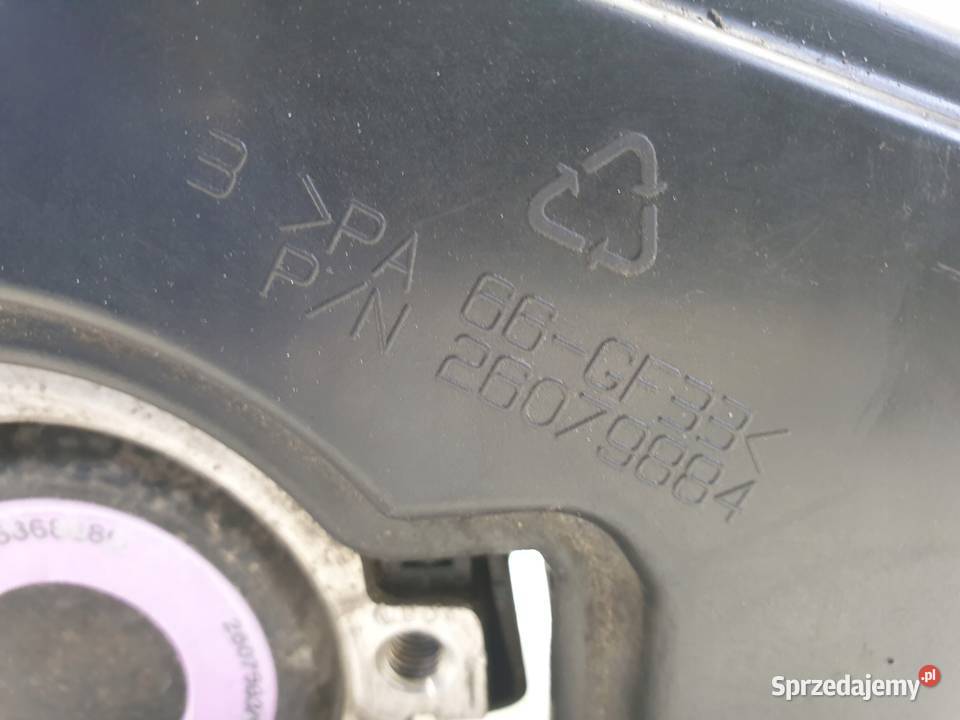 3 >PA 66-GF33<
P/N 26079884
Sprzedajemy.pl